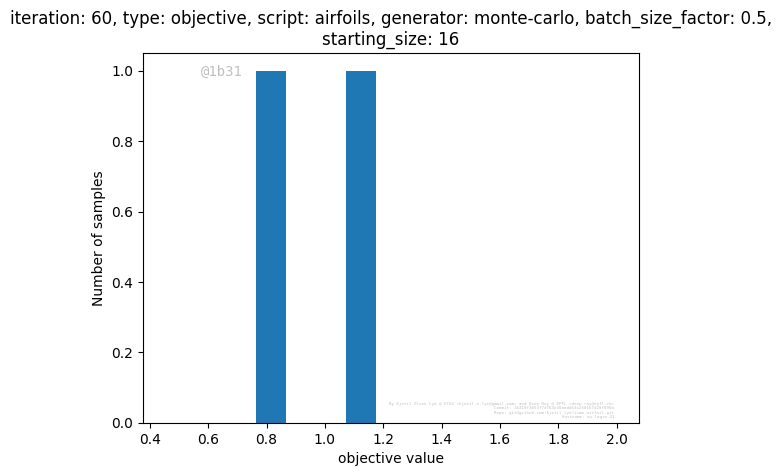 iteration: 60, type: objective, script: airfoils, generator: monte-carlo, batch_size_factor: 0.5,
starting_size: 16
@1b31
1.0
0.8
0.6
0.4
0.2
0.0
Number of samples
0.4 0.6 0.8 1.0 1.2 1.4 1.6 1.8 2.0
objective value